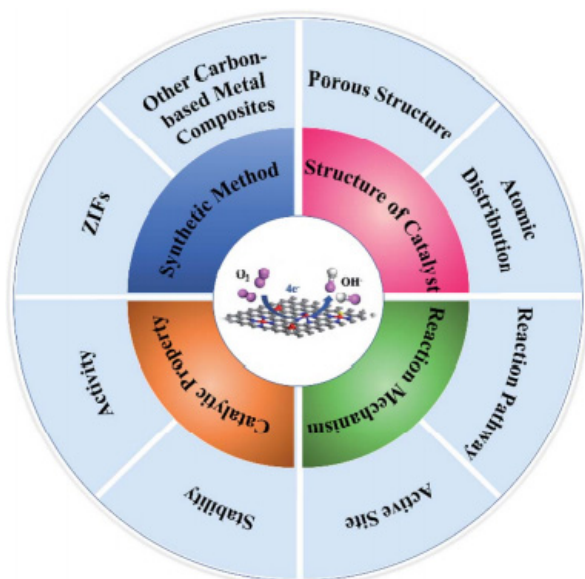 Other Carbon-
based Metal
Composites
Porous Structure
ZIFs
Synthetic Method
Structure of Catalyst
Atomic
Distribution
O₂
4e⁻
OH⁻
Activity
Catalytic Property
Reaction Mechanism
Reaction Pathway
Stability
Active Site